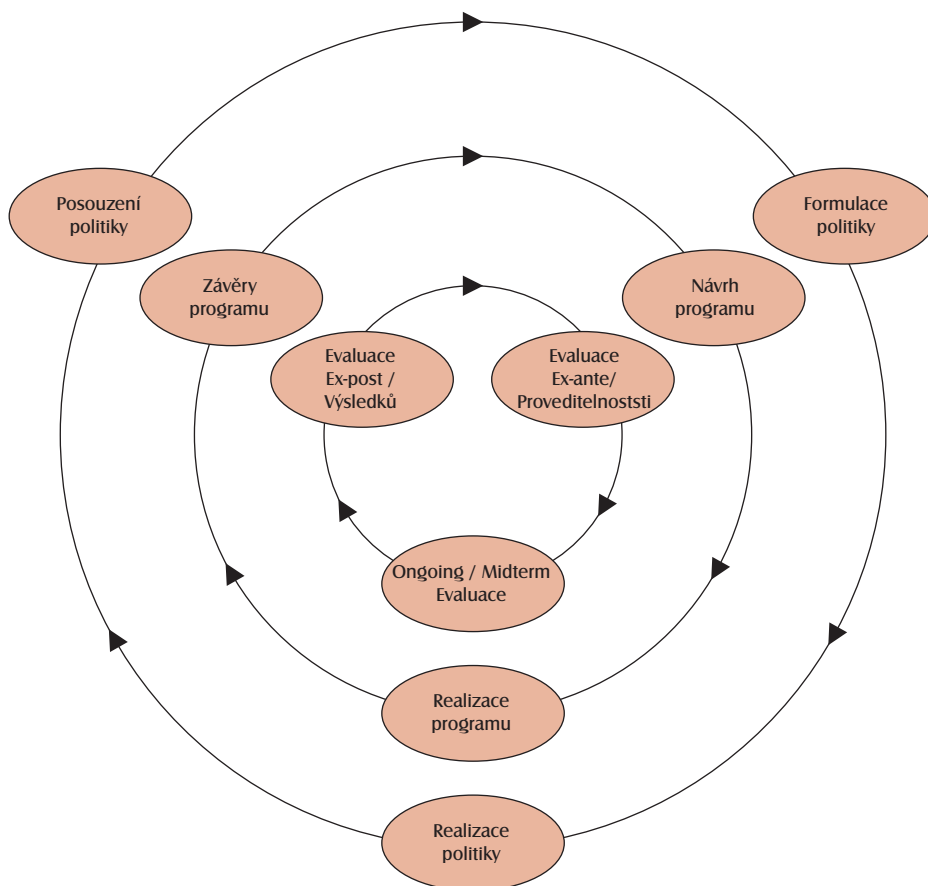 Posouzení
politiky
Formulace
politiky
Závěry
programu
Návrh
programu
Evaluace
Ex-post /
Výsledků
Evaluace
Ex-ante/
Proveditelnoststi
Ongoing / Midterm
Evaluace
Realizace
programu
Realizace
politiky